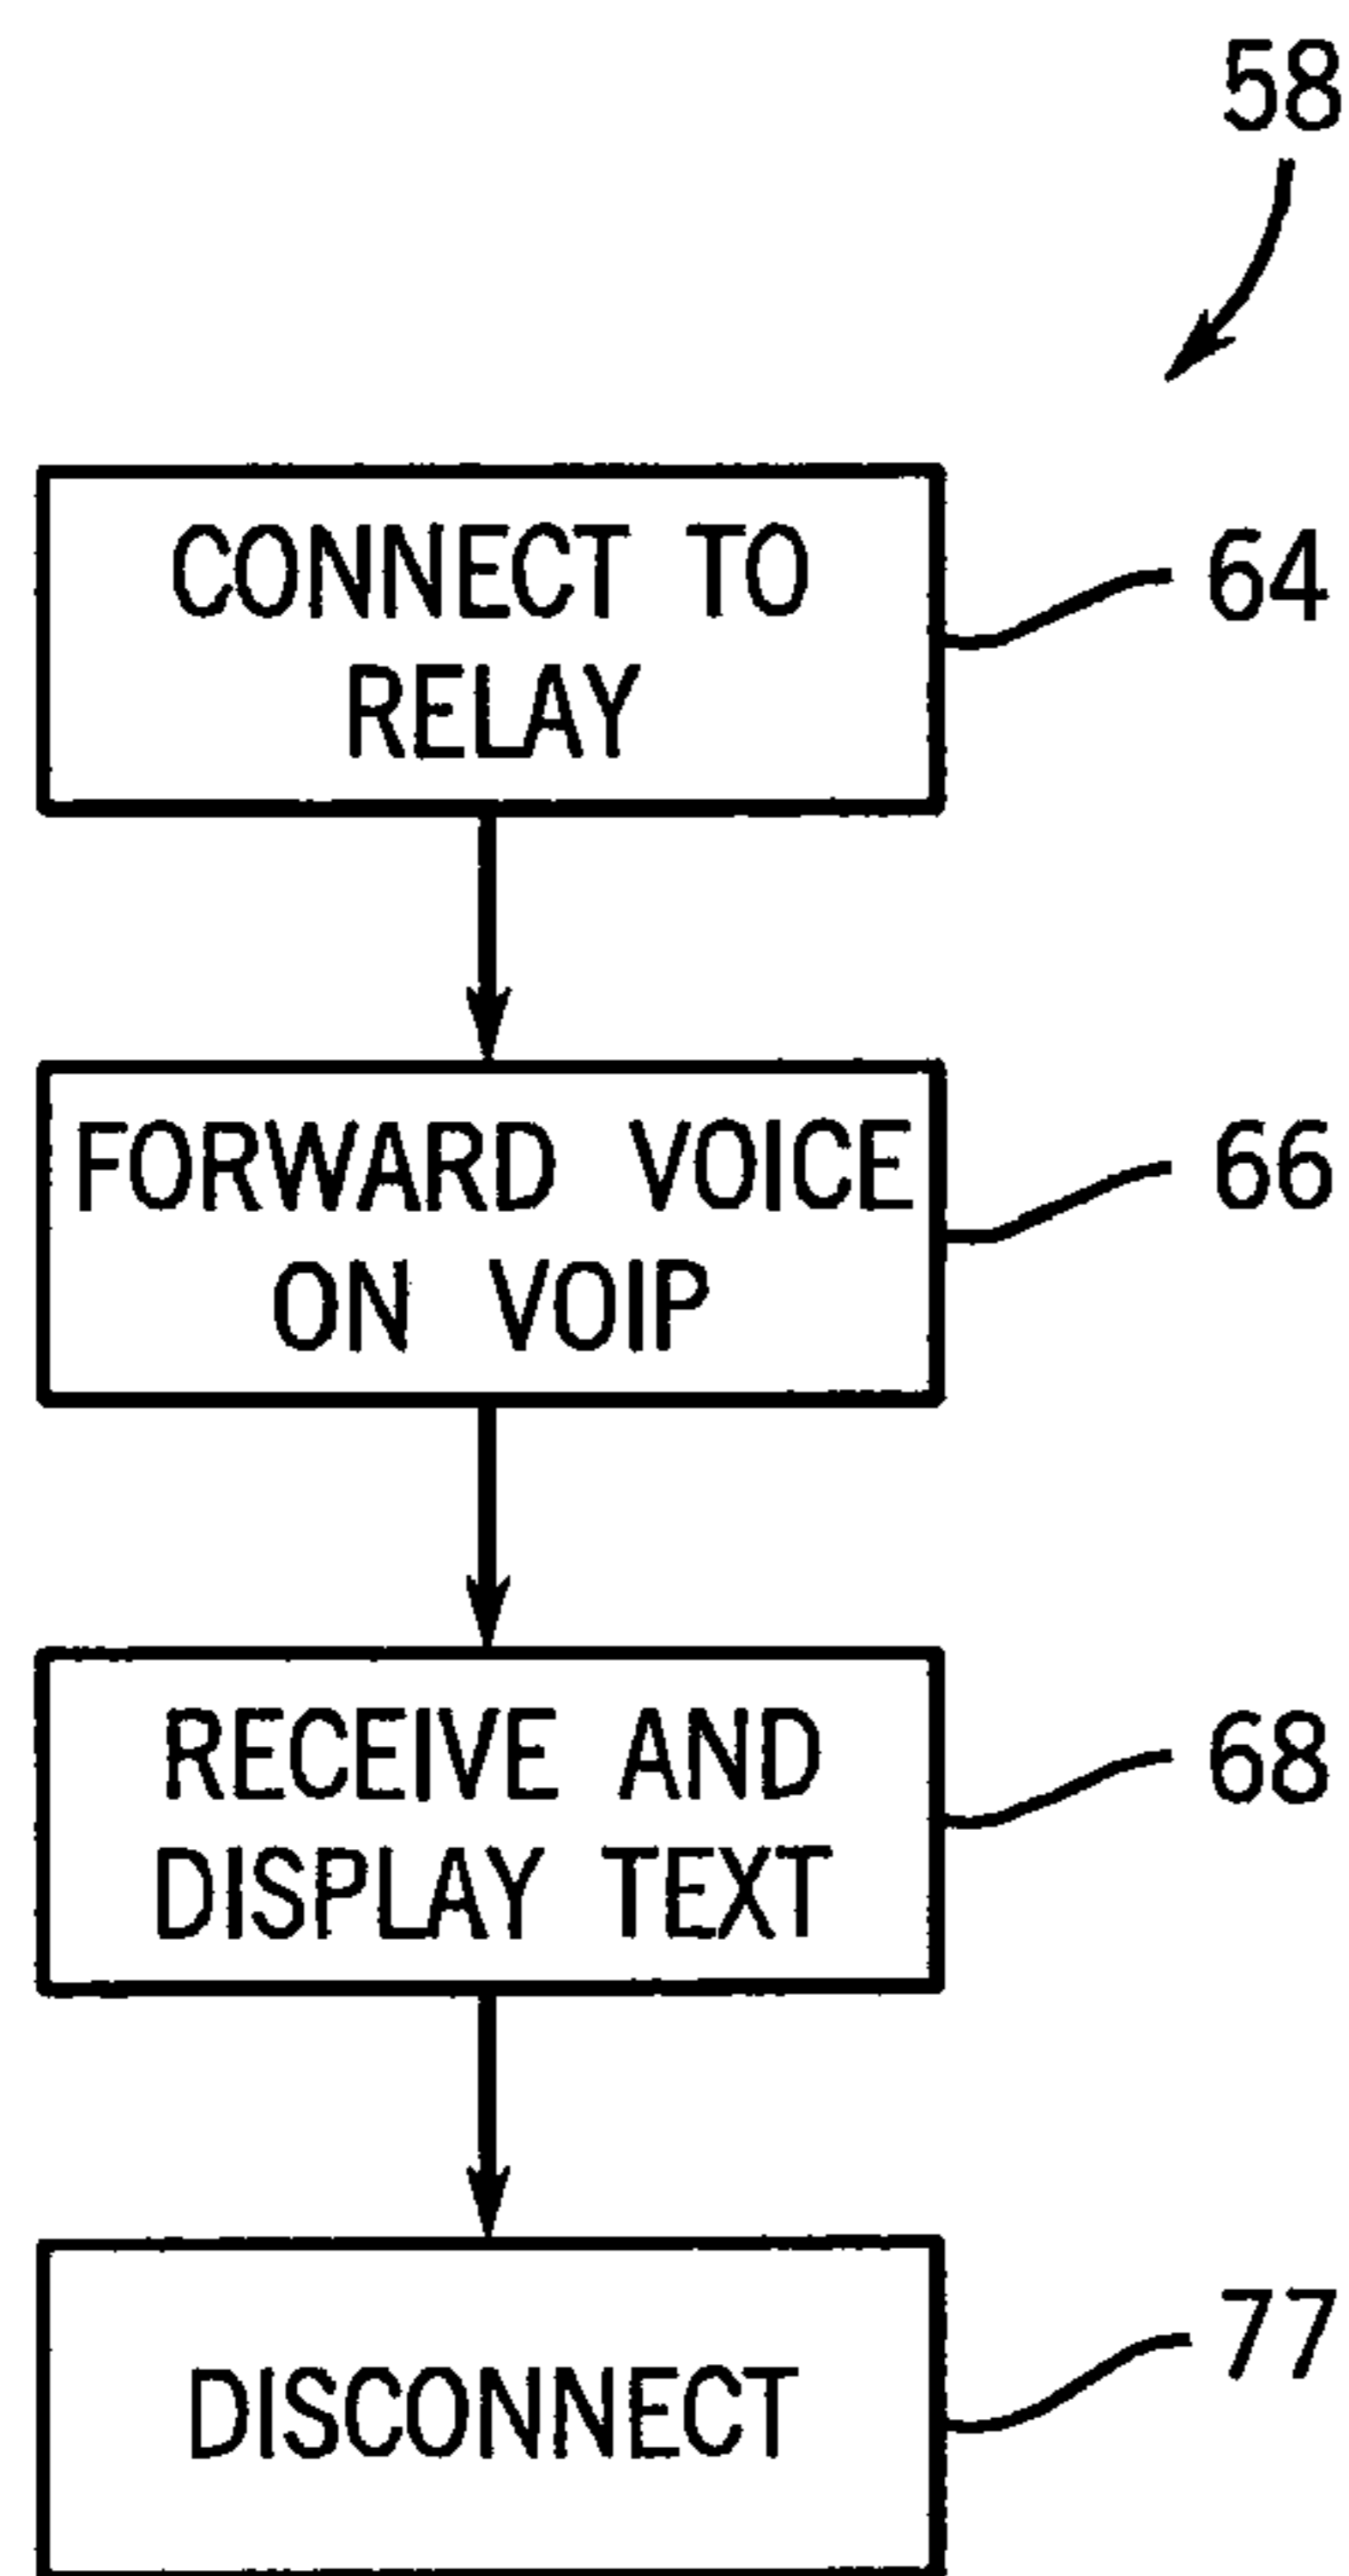 58
CONNECT TO
RELAY
64
FORWARD VOICE
ON VOIP
66
RECEIVE AND
DISPLAY TEXT
68
DISCONNECT
77